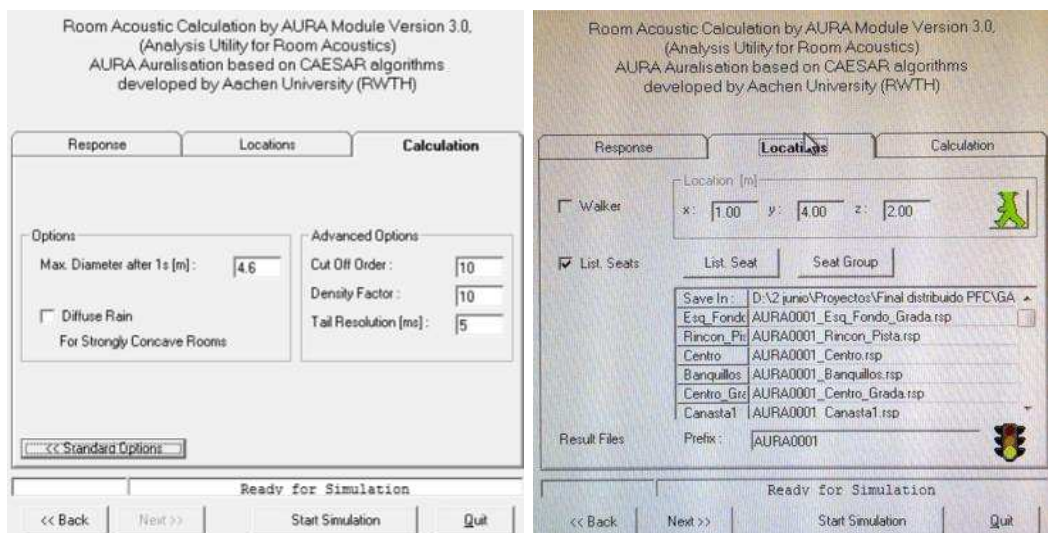 Room Acoustic Calculation by AURA Module Version 3.0,
(Analysis Utility for Room Acoustics)
AURA Auralisation based on CAESAR algorithms
developed by Aachen University (RWTH)
Response Locations Calculation
Options
Max. Diameter after 1s [m] : 4.6
Diffuse Rain
For Strongly Concave Rooms
Advanced Options
Cut Off Order : 10
Density Factor : 10
Tail Resolution [ms] : 5
<< Standard Options
Ready for Simulation
<< Back Next >> Start Simulation Quit
Room Acoustic Calculation by AURA Module Version 3.0,
(Analysis Utility for Room Acoustics)
AURA Auralisation based on CAESAR algorithms
developed by Aachen University (RWTH)
Response Locations Calculation
Location [m]
Walker x : 1.00 y : 4.00 z : 2.00
List. Seats List. Seat Seat Group
Save In : D:\2 junio\Proyectos\Final distribuido PFC\GA
Esq_Fondo AURA0001_Esq_Fondo_Grada.rsp
Rincon_Pis AURA0001_Rincon_Pista.rsp
Centro AURA0001_Centro.rsp
Banquillos AURA0001_Banquillos.rsp
Centro_Gra AURA0001_Centro_Grada.rsp
Canasta1 AURA0001_Canasta1.rsp
Result Files Prefix : AURA0001
Ready for Simulation
<< Back Next >> Start Simulation Quit